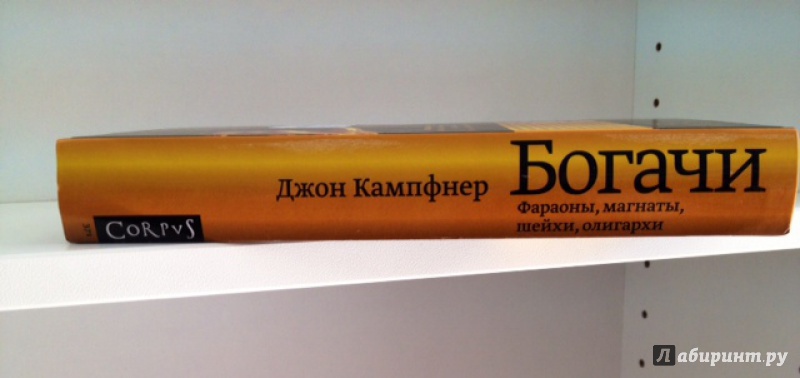 Джон Кампфнер
Богачи
Фараоны, магнаты,
шейхи, олигархи
CORPVS
Лабиринт.ру